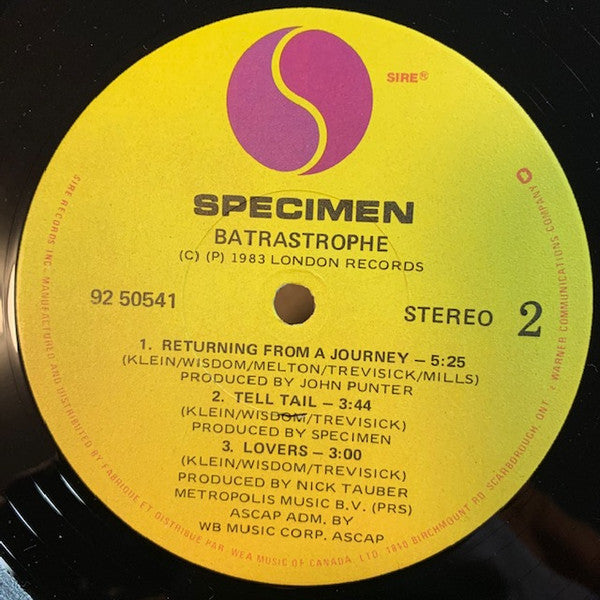 SIRE®
SPECIMEN
BATRASTROPHE
(C) (P) 1983 LONDON RECORDS
92 50541
STEREO 2
1. RETURNING FROM A JOURNEY – 5:25
(KLEIN/WISDOM/MELTON/TREVISICK/MILLS)
PRODUCED BY JOHN PUNTER
2. TELL TAIL – 3:44
(KLEIN/WISDOM/TREVISICK)
PRODUCED BY SPECIMEN
3. LOVERS – 3:00
(KLEIN/WISDOM/TREVISICK)
PRODUCED BY NICK TAUBER
METROPOLIS MUSIC B.V. (PRS)
ASCAP ADM. BY
WB MUSIC CORP. ASCAP
SIRE RECORDS INC. MANUFACTURED AND DISTRIBUTED BY FABRIQUE ET DISTRIBUE PAR, WEA MUSIC OF CANADA, LTD. 1810 BIRCHMOUNT RD SCARBOROUGH, ONT. • WARNER COMMUNICATIONS COMPANY